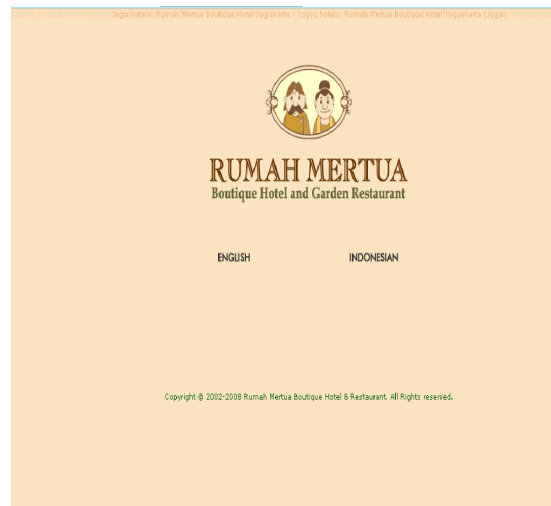 Jogja hotels: Rumah Mertua Boutique Hotel Jogjakarta - Yogya hotels: Rumah Mertua Boutique Hotel Yogyakarta (Jogja)
RUMAH MERTUA
Boutique Hotel and Garden Restaurant
ENGLISH INDONESIAN
Copyright @ 2002-2008 Rumah Mertua Boutique Hotel & Restaurant. All Rights reserved.